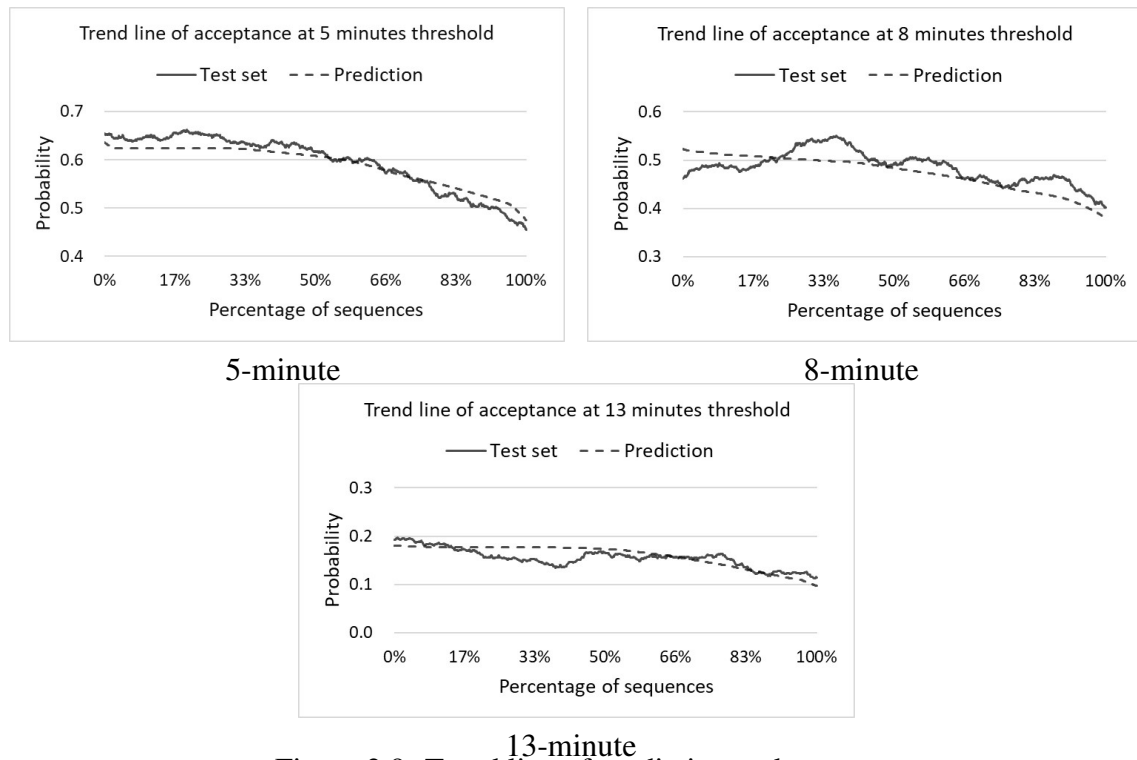 Trend line of acceptance at 5 minutes threshold
Test set Prediction
0.7
0.6
0.5
0.4
Probability
0% 17% 33% 50% 66% 83% 100%
Percentage of sequences
5-minute
Trend line of acceptance at 8 minutes threshold
Test set Prediction
0.6
0.5
0.4
0.3
Probability
0% 17% 33% 50% 66% 83% 100%
Percentage of sequences
8-minute
Trend line of acceptance at 13 minutes threshold
Test set Prediction
0.3
0.2
0.1
0.0
Probability
0% 17% 33% 50% 66% 83% 100%
Percentage of sequences
13-minute